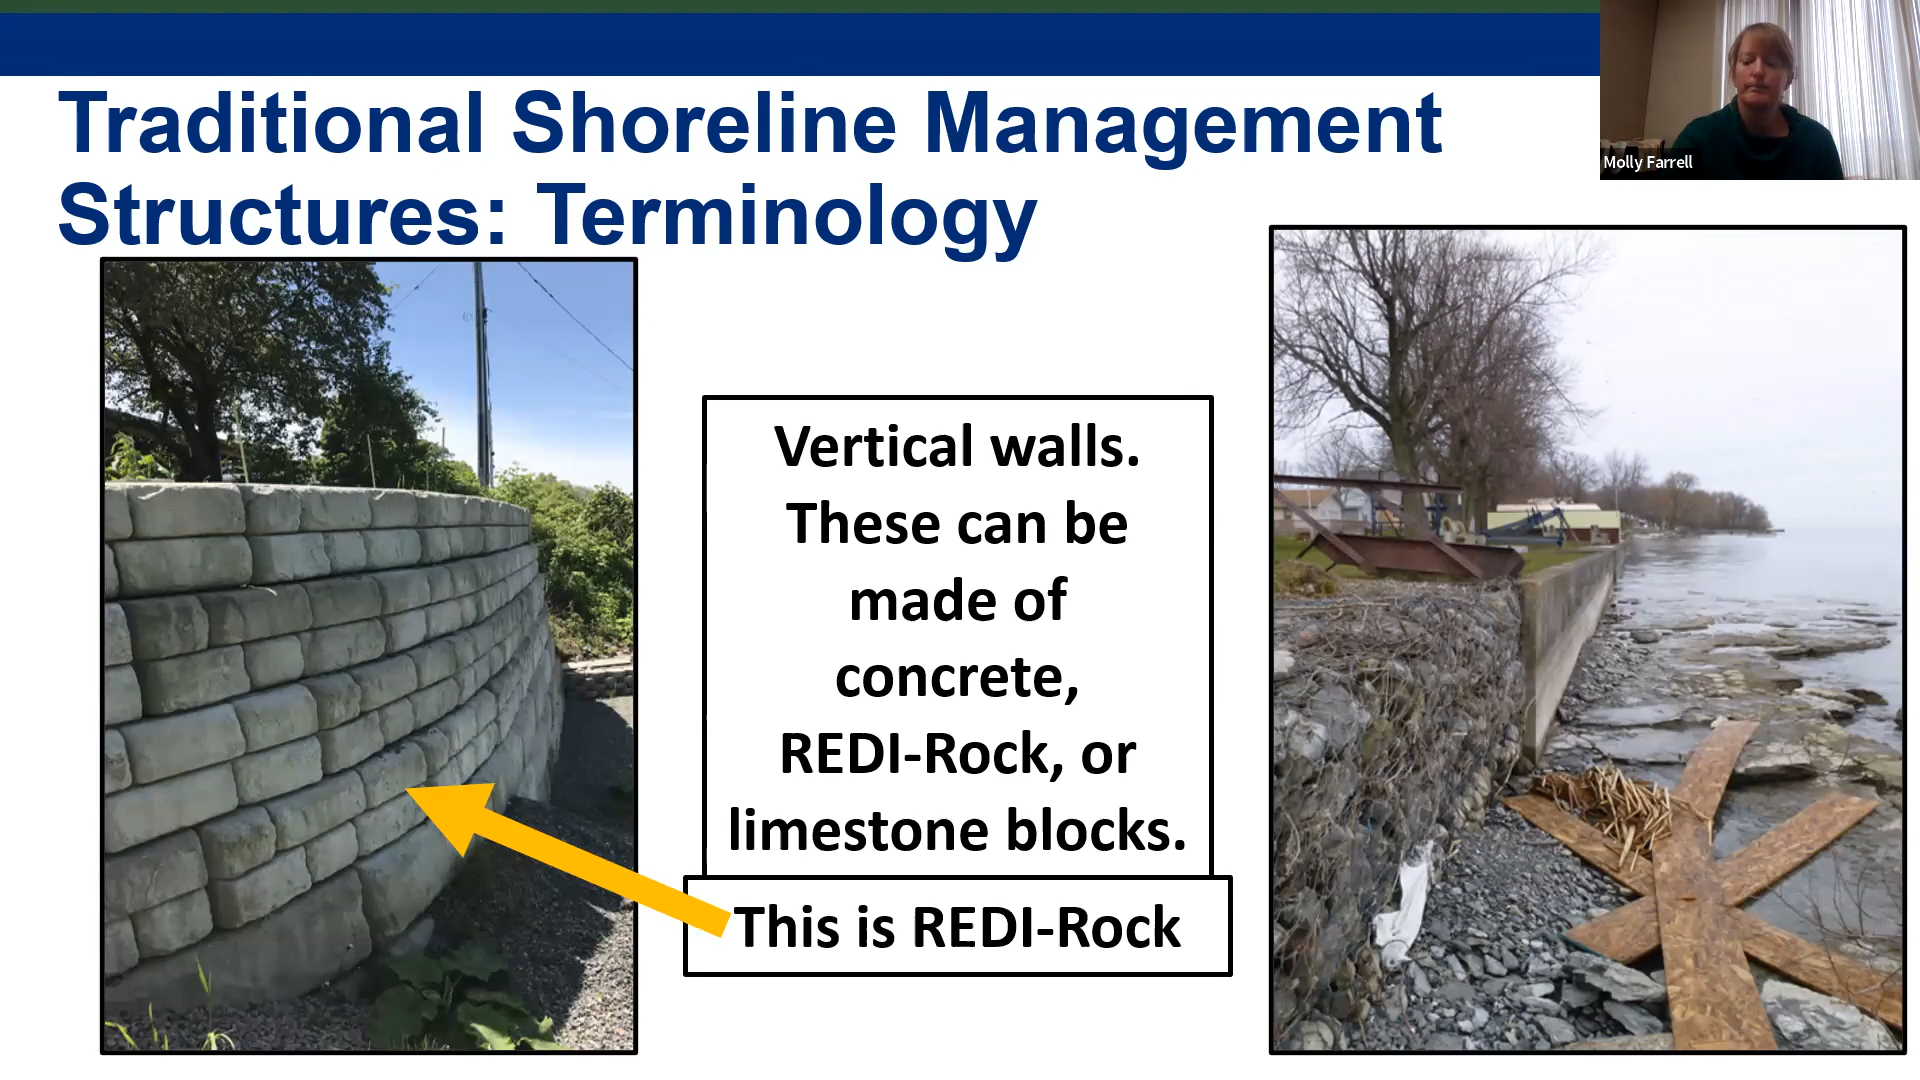 Traditional Shoreline Management
Structures: Terminology
Molly Farrell
Vertical walls.
These can be
made of
concrete,
REDI-Rock, or
limestone blocks.
This is REDI-Rock